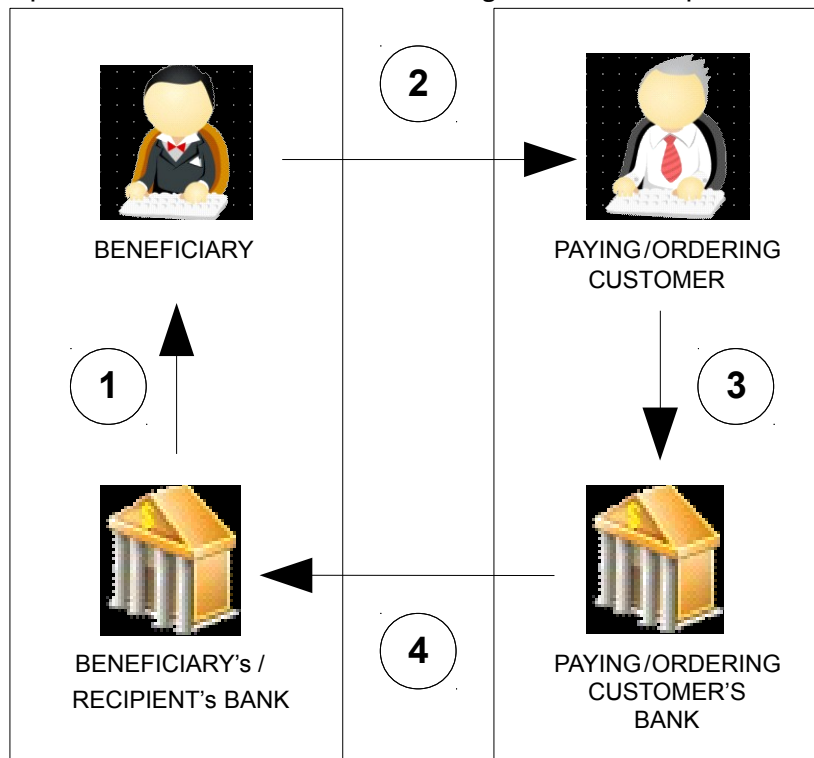 2
BENEFICIARY
PAYING/ORDERING
CUSTOMER
1
3
BENEFICIARY's /
RECIPIENT's BANK
4
PAYING/ORDERING
CUSTOMER'S
BANK